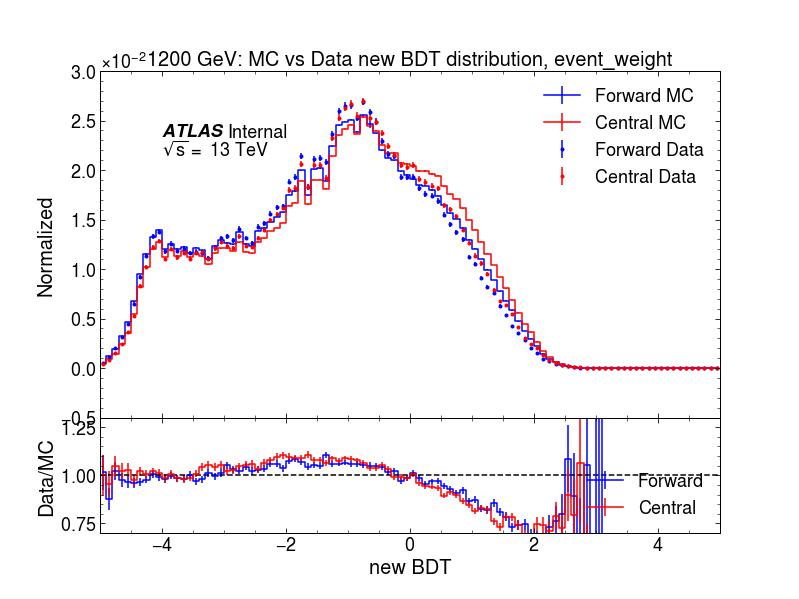 ×10⁻² 1200 GeV: MC vs Data new BDT distribution, event_weight
3.0
2.5
2.0
1.5
1.0
0.5
0.0
−0.5
Normalized
ATLAS Internal
√s = 13 TeV
Forward MC
Central MC
Forward Data
Central Data
1.25
1.00
0.75
Data/MC
Forward
Central
−4
−2
0
2
4
new BDT